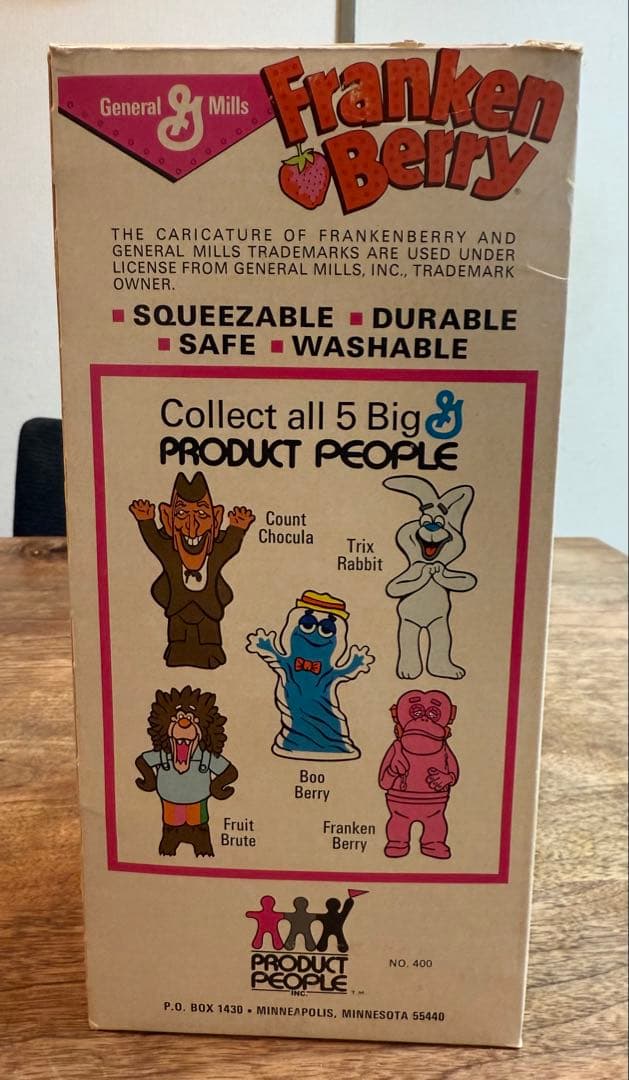 General G Mills
Franken
Berry
THE CARICATURE OF FRANKENBERRY AND
GENERAL MILLS TRADEMARKS ARE USED UNDER
LICENSE FROM GENERAL MILLS, INC., TRADEMARK
OWNER.
■ SQUEEZABLE ■ DURABLE
■ SAFE ■ WASHABLE
Collect all 5 Big G
PRODUCT PEOPLE
Count
Chocula
Trix
Rabbit
Boo
Berry
Fruit
Brute
Franken
Berry
PRODUCT
PEOPLE
INC. T.M.
NO. 400
P.O. BOX 1430 • MINNEAPOLIS, MINNESOTA 55440